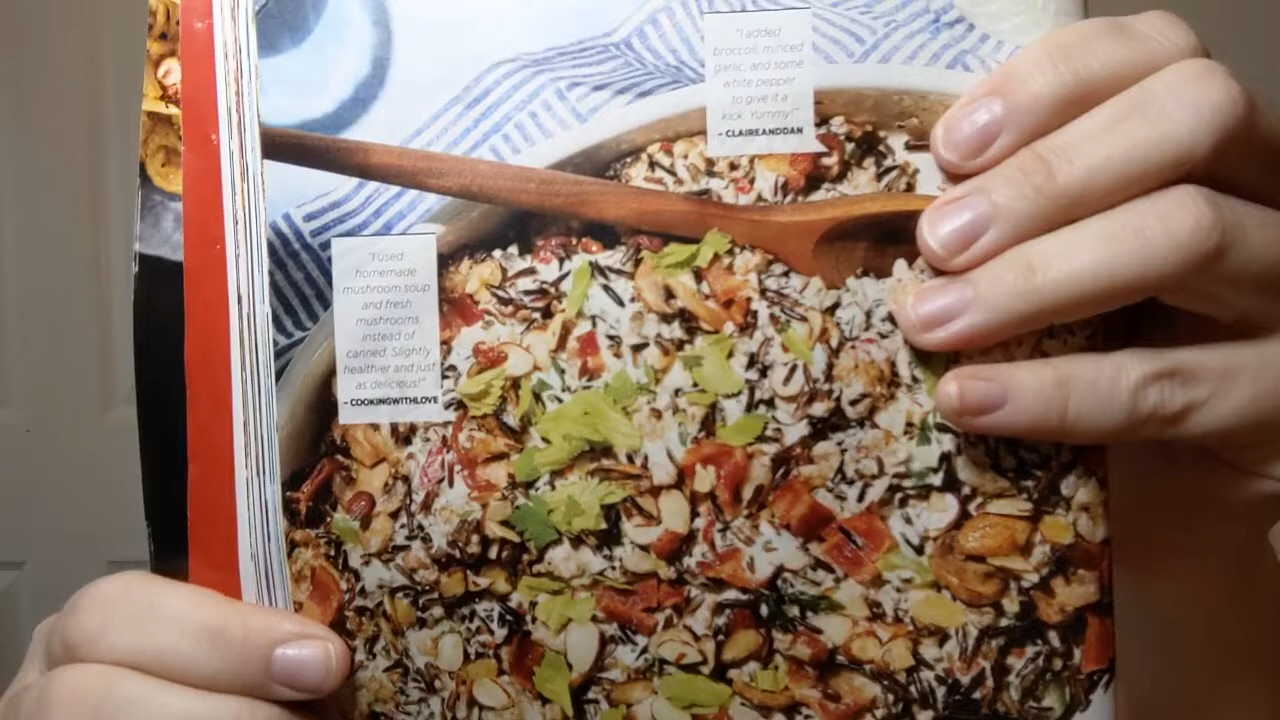 "I used
homemade
mushroom soup
and fresh
mushrooms
instead of
canned. Slightly
healthier and just
as delicious!"
– COOKINGWITHLOVE
"I added
broccoli, minced
garlic, and some
white pepper
to give it a
kick. Yummy!"
– CLAIREANDDAN